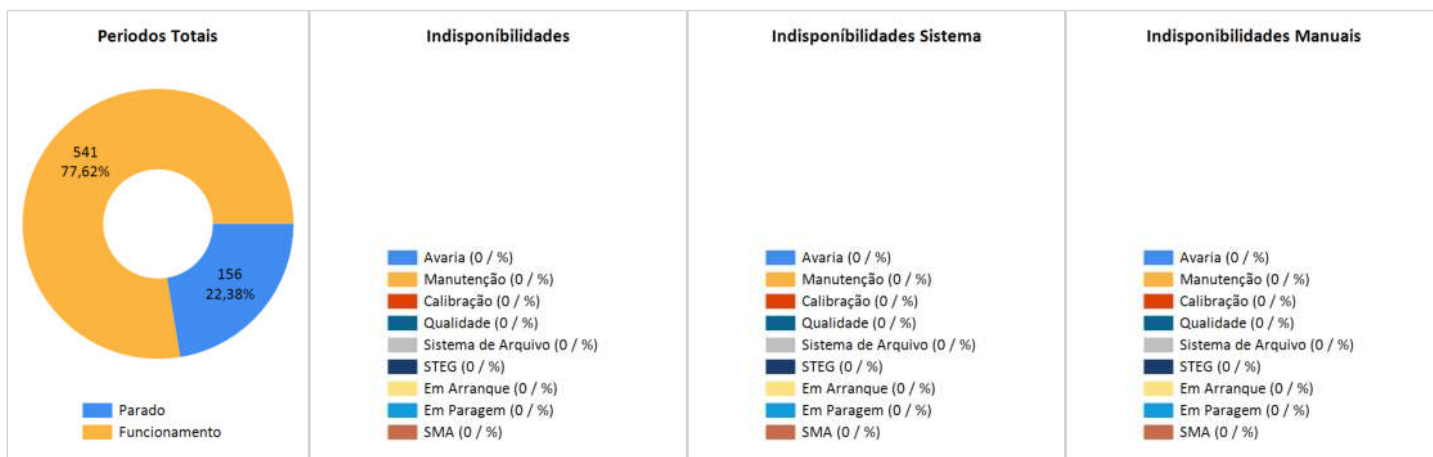 Periodos Totais
541
77,62%
156
22,38%
Parado
Funcionamento
Indisponíbilidades
Avaria (0 / %)
Manutenção (0 / %)
Calibração (0 / %)
Qualidade (0 / %)
Sistema de Arquivo (0 / %)
STEG (0 / %)
Em Arranque (0 / %)
Em Paragem (0 / %)
SMA (0 / %)
Indisponíbilidades Sistema
Avaria (0 / %)
Manutenção (0 / %)
Calibração (0 / %)
Qualidade (0 / %)
Sistema de Arquivo (0 / %)
STEG (0 / %)
Em Arranque (0 / %)
Em Paragem (0 / %)
SMA (0 / %)
Indisponibilidades Manuais
Avaria (0 / %)
Manutenção (0 / %)
Calibração (0 / %)
Qualidade (0 / %)
Sistema de Arquivo (0 / %)
STEG (0 / %)
Em Arranque (0 / %)
Em Paragem (0 / %)
SMA (0 / %)